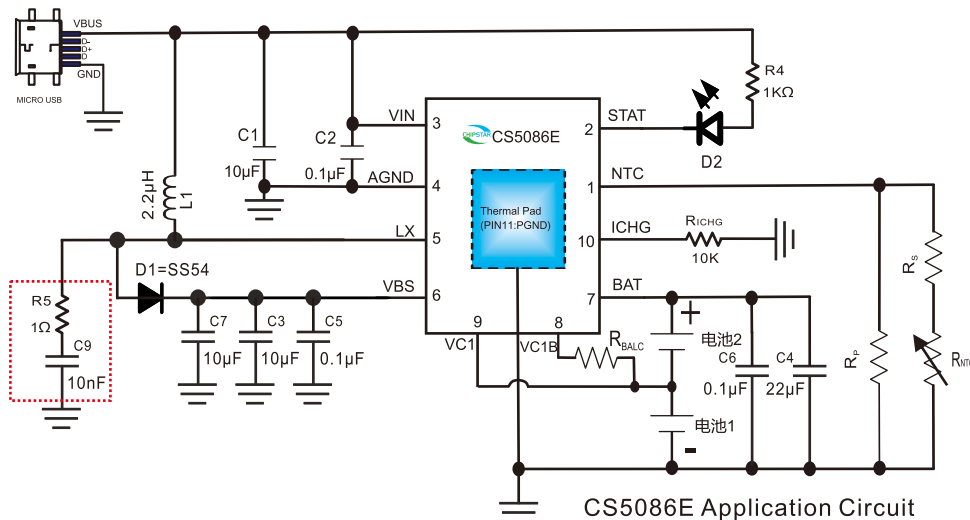 VBUS
D-
D+
D
GND
MICRO USB
R4
1KΩ
D2
C1
10µF
C2
0.1µF
2.2µH
L1
VIN
3
AGND
4
LX
5
VBS
6
CHIPSTAR
CS5086E
Thermal Pad
(PIN11:PGND)
STAT
2
NTC
1
ICHG
10
BAT
7
9
VC1
8
VC1B
RICHG
10K
RBALC
D1=SS54
R5
1Ω
C9
10nF
C7
10µF
C3
10µF
C5
0.1µF
+
电池2
电池1
-
C6
0.1µF
C4
22µF
RS
RP
RNTC
CS5086E Application Circuit